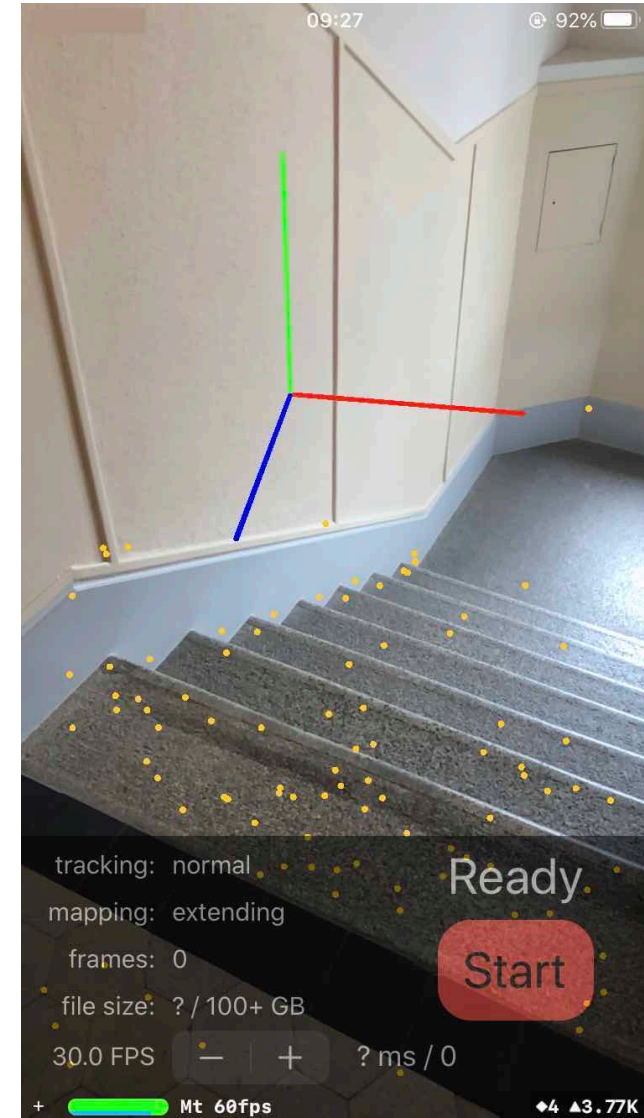 09:27 92%
tracking: normal
mapping: extending
frames: 0
file size: ? / 100+ GB
30.0 FPS − + ? ms / 0
Ready
Start
+ Mt 60fps ◆4 ▲3.77K